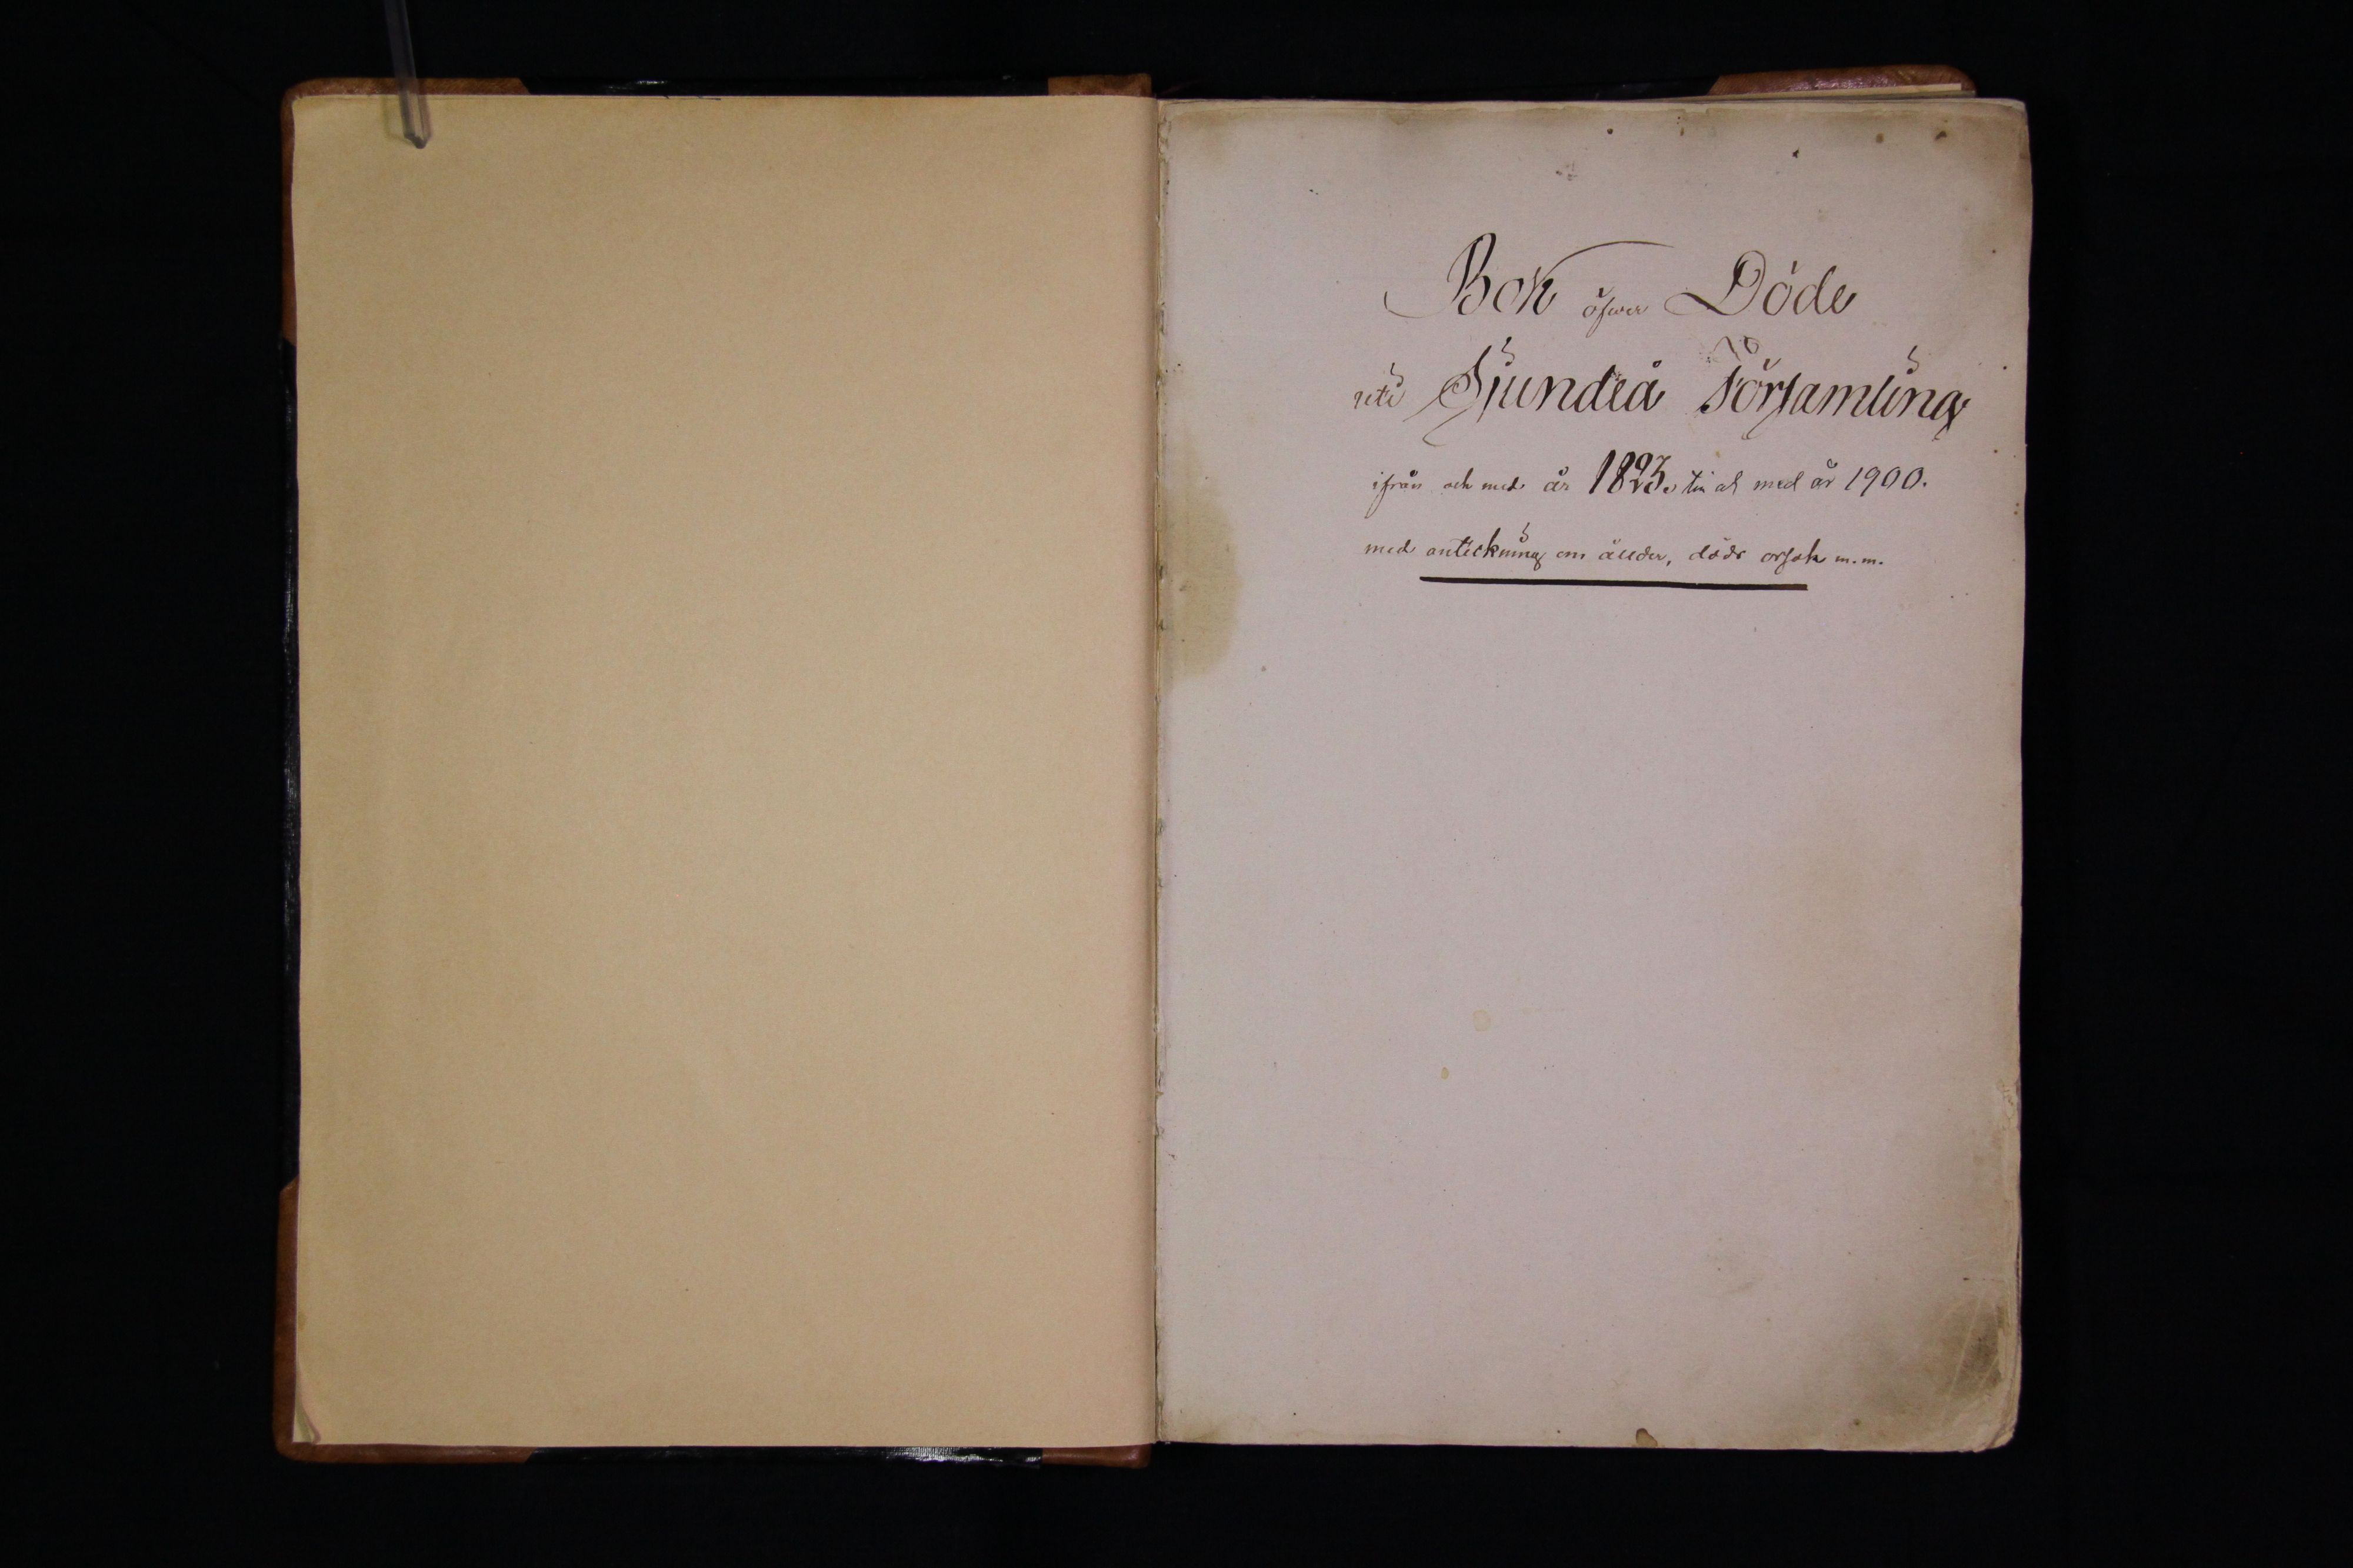 Bok öfwer Döde
uti Sjundeå Församling
ifrån och med år 1823. till och med år 1900.
med anteckning om ållder, döds orsak m.m.